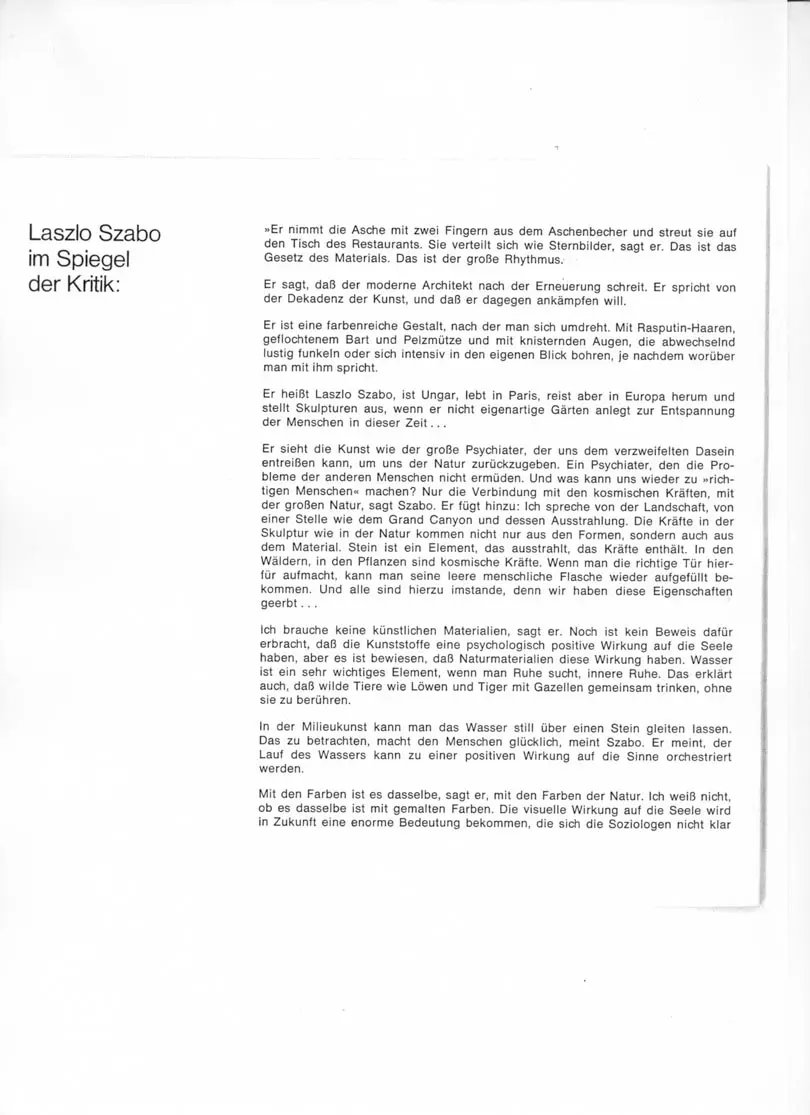 Laszlo Szabo
im Spiegel
der Kritik:
»Er nimmt die Asche mit zwei Fingern aus dem Aschenbecher und streut sie auf
den Tisch des Restaurants. Sie verteilt sich wie Sternbilder, sagt er. Das ist das
Gesetz des Materials. Das ist der große Rhythmus.
Er sagt, daß der moderne Architekt nach der Erneuerung schreit. Er spricht von
der Dekadenz der Kunst, und daß er dagegen ankämpfen will.
Er ist eine farbenreiche Gestalt, nach der man sich umdreht. Mit Rasputin-Haaren,
geflochtenem Bart und Pelzmütze und mit knisternden Augen, die abwechselnd
lustig funkeln oder sich intensiv in den eigenen Blick bohren, je nachdem worüber
man mit ihm spricht.
Er heißt Laszlo Szabo, ist Ungar, lebt in Paris, reist aber in Europa herum und
stellt Skulpturen aus, wenn er nicht eigenartige Gärten anlegt zur Entspannung
der Menschen in dieser Zeit . . .
Er sieht die Kunst wie der große Psychiater, der uns dem verzweifelten Dasein
entreißen kann, um uns der Natur zurückzugeben. Ein Psychiater, den die Pro-
bleme der anderen Menschen nicht ermüden. Und was kann uns wieder zu »rich-
tigen Menschen« machen? Nur die Verbindung mit den kosmischen Kräften, mit
der großen Natur, sagt Szabo. Er fügt hinzu: Ich spreche von der Landschaft, von
einer Stelle wie dem Grand Canyon und dessen Ausstrahlung. Die Kräfte in der
Skulptur wie in der Natur kommen nicht nur aus den Formen, sondern auch aus
dem Material. Stein ist ein Element, das ausstrahlt, das Kräfte enthält. In den
Wäldern, in den Pflanzen sind kosmische Kräfte. Wenn man die richtige Tür hier-
für aufmacht, kann man seine leere menschliche Flasche wieder aufgefüllt be-
kommen. Und alle sind hierzu imstande, denn wir haben diese Eigenschaften
geerbt . . .
Ich brauche keine künstlichen Materialien, sagt er. Noch ist kein Beweis dafür
erbracht, daß die Kunststoffe eine psychologisch positive Wirkung auf die Seele
haben, aber es ist bewiesen, daß Naturmaterialien diese Wirkung haben. Wasser
ist ein sehr wichtiges Element, wenn man Ruhe sucht, innere Ruhe. Das erklärt
auch, daß wilde Tiere wie Löwen und Tiger mit Gazellen gemeinsam trinken, ohne
sie zu berühren.
In der Milieukunst kann man das Wasser still über einen Stein gleiten lassen.
Das zu betrachten, macht den Menschen glücklich, meint Szabo. Er meint, der
Lauf des Wassers kann zu einer positiven Wirkung auf die Sinne orchestriert
werden.
Mit den Farben ist es dasselbe, sagt er, mit den Farben der Natur. Ich weiß nicht,
ob es dasselbe ist mit gemalten Farben. Die visuelle Wirkung auf die Seele wird
in Zukunft eine enorme Bedeutung bekommen, die sich die Soziologen nicht klar